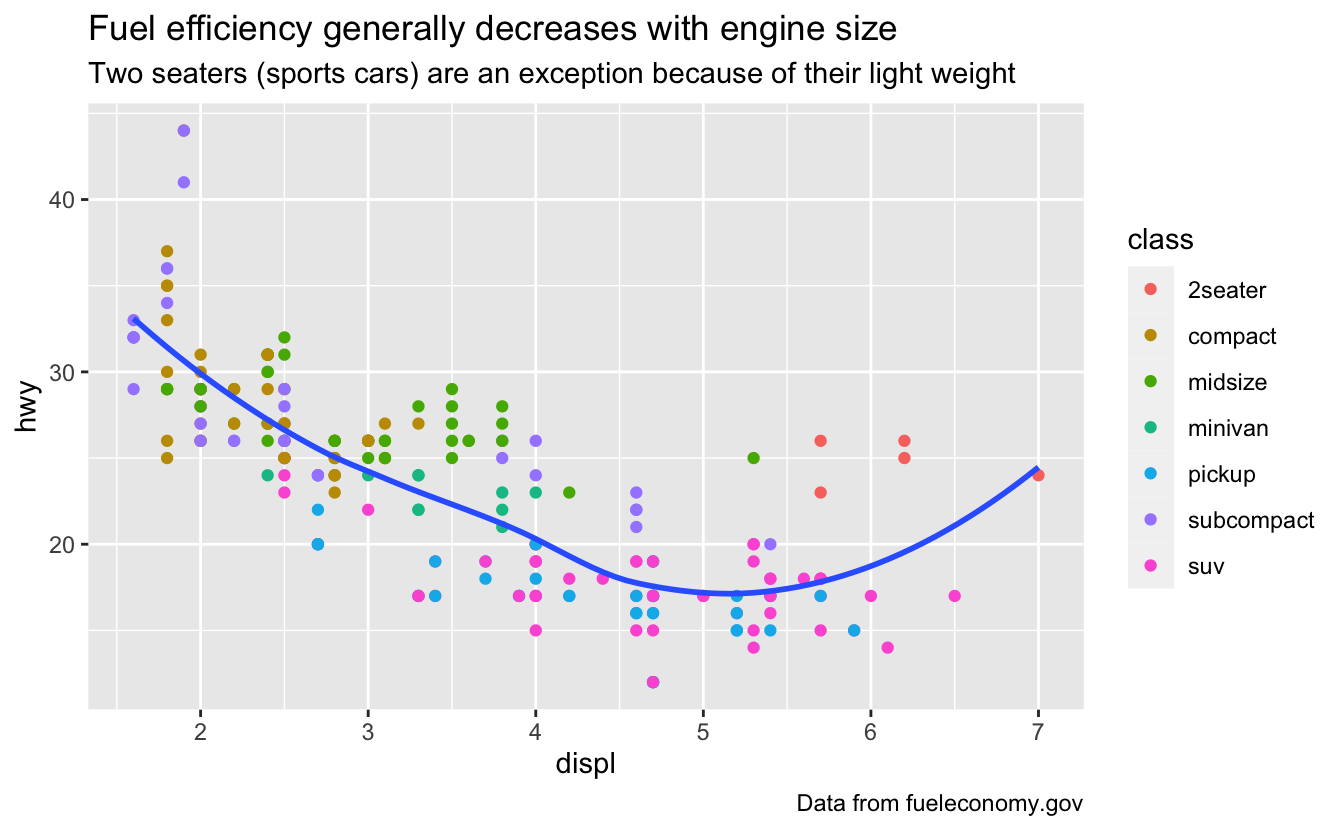 Fuel efficiency generally decreases with engine size
Two seaters (sports cars) are an exception because of their light weight
hwy
40
30
20
2 3 4 5 6 7
displ
class
2seater
compact
midsize
minivan
pickup
subcompact
suv
Data from fueleconomy.gov